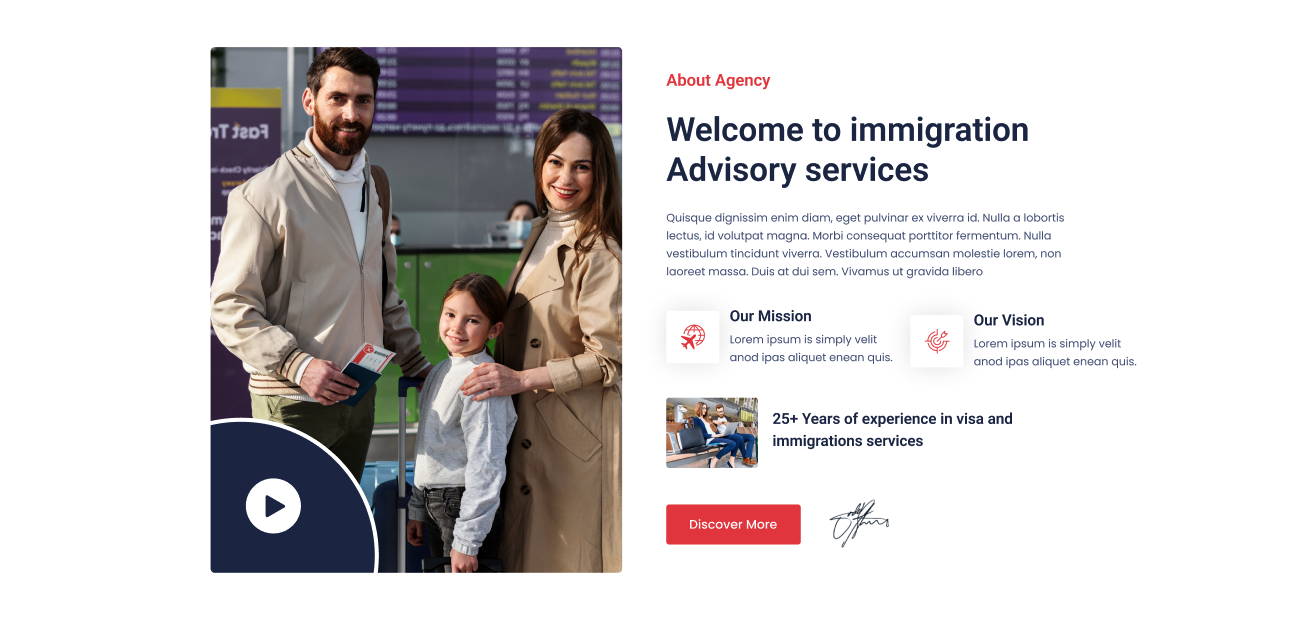 About Agency
Welcome to immigration
Advisory services
Quisque dignissim enim diam, eget pulvinar ex viverra id. Nulla a lobortis
lectus, id volutpat magna. Morbi consequat porttitor fermentum. Nulla
vestibulum tincidunt viverra. Vestibulum accumsan molestie lorem, non
laoreet massa. Duis at dui sem. Vivamus ut gravida libero
Our Mission
Lorem ipsum is simply velit
anod ipas aliquet enean quis.
Our Vision
Lorem ipsum is simply velit
anod ipas aliquet enean quis.
25+ Years of experience in visa and
immigrations services
Discover More
Fast Tr